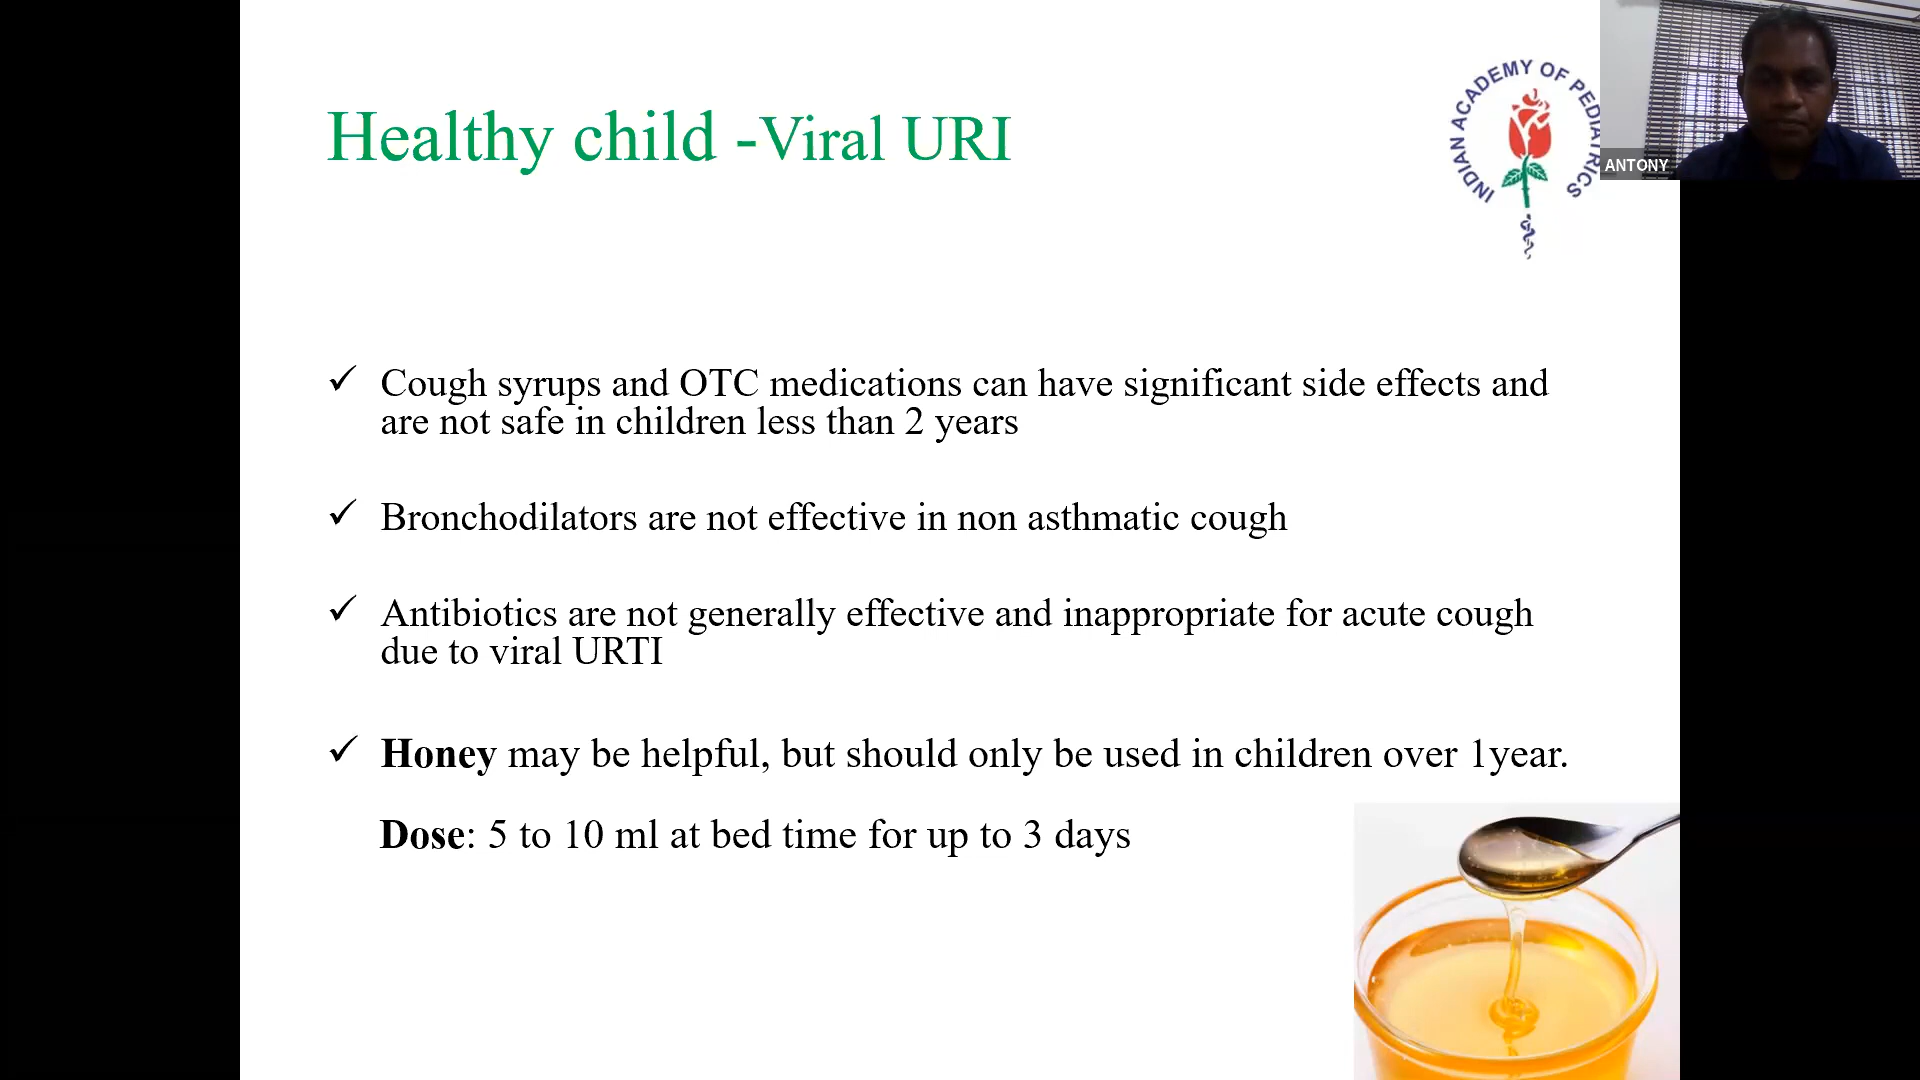 Healthy child -Viral URI
INDIAN ACADEMY OF PEDIATRICS
ANTONY
✓ Cough syrups and OTC medications can have significant side effects and
are not safe in children less than 2 years
✓ Bronchodilators are not effective in non asthmatic cough
✓ Antibiotics are not generally effective and inappropriate for acute cough
due to viral URTI
✓ Honey may be helpful, but should only be used in children over 1year.
Dose: 5 to 10 ml at bed time for up to 3 days